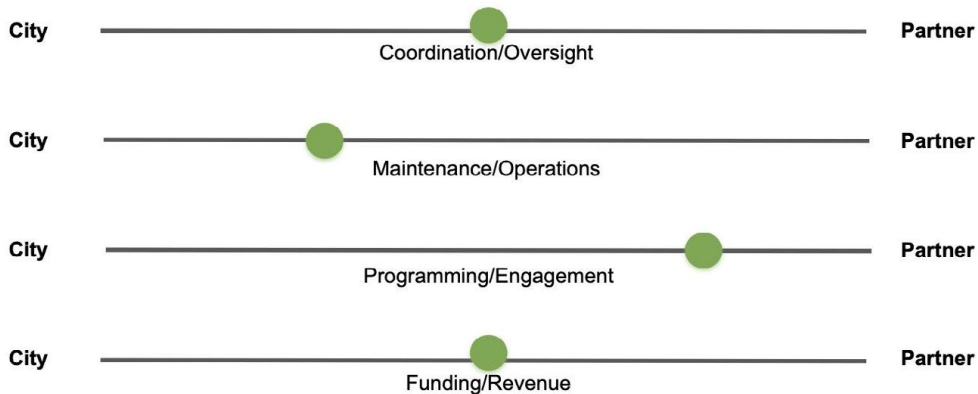 City Partner
Coordination/Oversight
City Partner
Maintenance/Operations
City Partner
Programming/Engagement
City Partner
Funding/Revenue